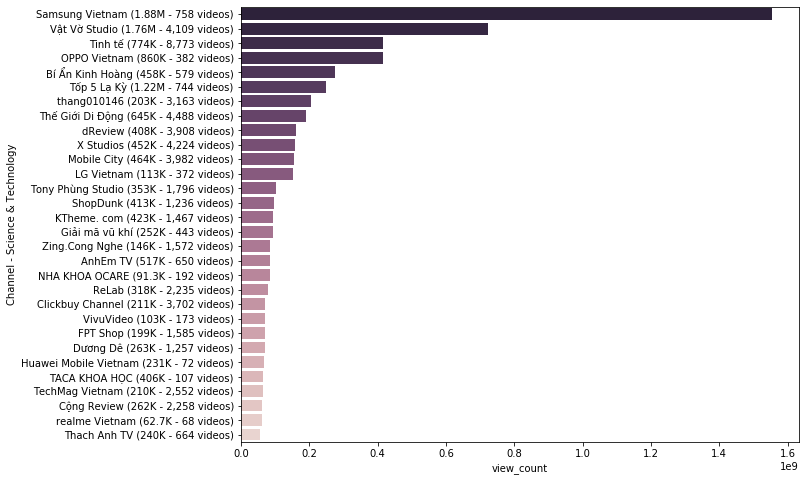 Samsung Vietnam (1.88M - 758 videos)
Vật Vờ Studio (1.76M - 4,109 videos)
Tinh tế (774K - 8,773 videos)
OPPO Vietnam (860K - 382 videos)
Bí Ẩn Kinh Hoàng (458K - 579 videos)
Tốp 5 Lạ Kỳ (1.22M - 744 videos)
thang010146 (203K - 3,163 videos)
Thế Giới Di Động (645K - 4,488 videos)
dReview (408K - 3,908 videos)
X Studios (452K - 4,224 videos)
Mobile City (464K - 3,982 videos)
LG Vietnam (113K - 372 videos)
Tony Phùng Studio (353K - 1,796 videos)
ShopDunk (413K - 1,236 videos)
KTheme. com (423K - 1,467 videos)
Giải mã vũ khí (252K - 443 videos)
Zing.Cong Nghe (146K - 1,572 videos)
AnhEm TV (517K - 650 videos)
NHA KHOA OCARE (91.3K - 192 videos)
ReLab (318K - 2,235 videos)
Clickbuy Channel (211K - 3,702 videos)
VivuVideo (103K - 173 videos)
FPT Shop (199K - 1,585 videos)
Dương Dê (263K - 1,257 videos)
Huawei Mobile Vietnam (231K - 72 videos)
TACA KHOA HỌC (406K - 107 videos)
TechMag Vietnam (210K - 2,552 videos)
Cộng Review (262K - 2,258 videos)
realme Vietnam (62.7K - 68 videos)
Thach Anh TV (240K - 664 videos)
Channel - Science & Technology
0.0 0.2 0.4 0.6 0.8 1.0 1.2 1.4 1.6
1e9
view_count